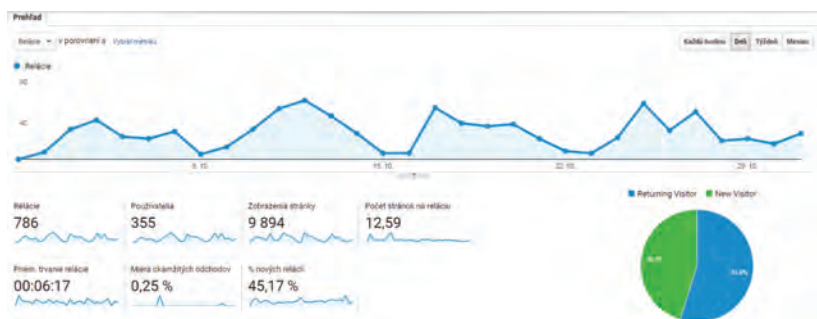 Prehľad
Relácie v porovnaní s Vybrať metriku
Každú hodinu Deň Týždeň Mesiac
Relácie
80
40
8. 10. 15. 10. 22. 10. 29. 10.
Returning Visitor New Visitor
Relácie Používatelia Zobrazenia stránky Počet stránok na reláciu
786 355 9 894 12,59
Priem. trvanie relácie Miera okamžitých odchodov % nových relácií
00:06:17 0,25 % 45,17 %